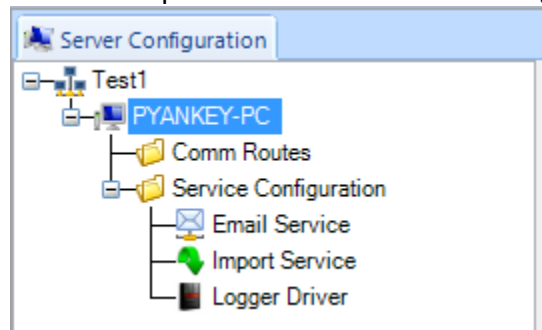 Server Configuration
Test1
PYANKEY-PC
Comm Routes
Service Configuration
Email Service
Import Service
Logger Driver